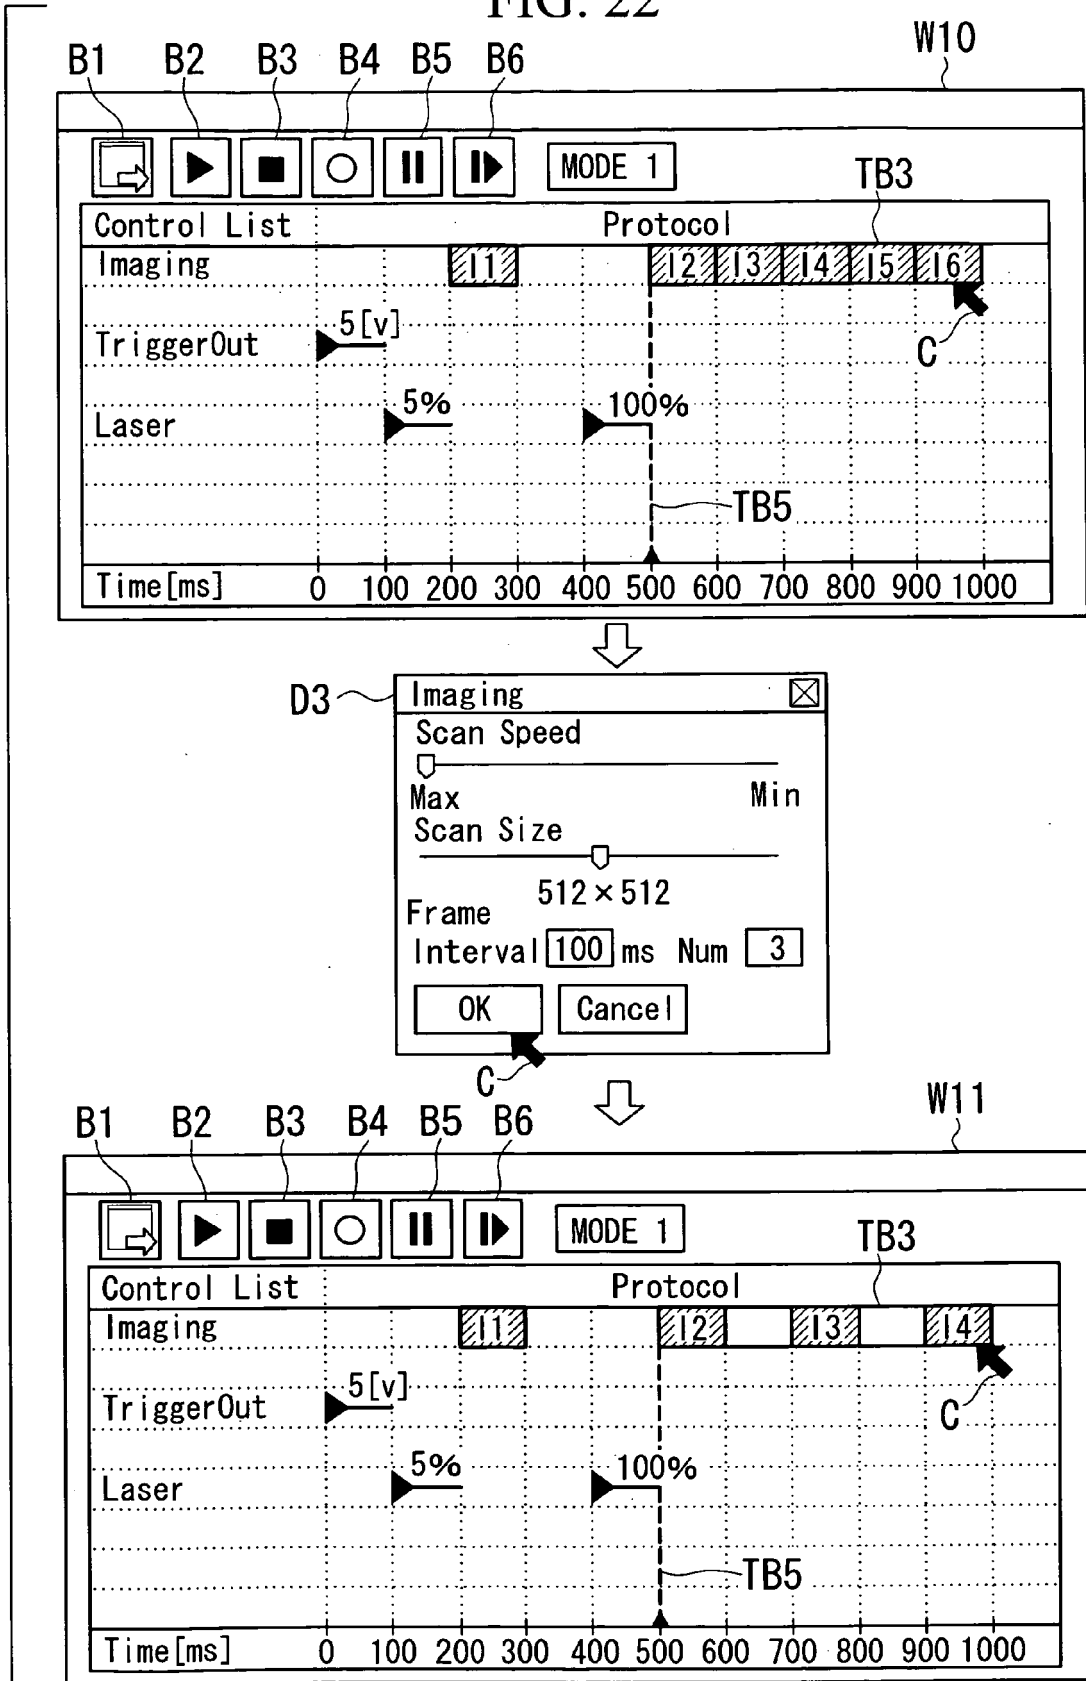 FIG. 22
W10
B1 B2 B3 B4 B5 B6
MODE 1
TB3
Control List Protocol
Imaging I1 I2 I3 I4 I5 I6
5[v]
TriggerOut
C
5% 100%
Laser
TB5
Time[ms] 0 100 200 300 400 500 600 700 800 900 1000
D3
Imaging
Scan Speed
Max Min
Scan Size
512×512
Frame
Interval 100 ms Num 3
OK Cancel
C
W11
B1 B2 B3 B4 B5 B6
MODE 1
TB3
Control List Protocol
Imaging I1 I2 I3 I4
5[v]
TriggerOut
C
5% 100%
Laser
TB5
Time[ms] 0 100 200 300 400 500 600 700 800 900 1000